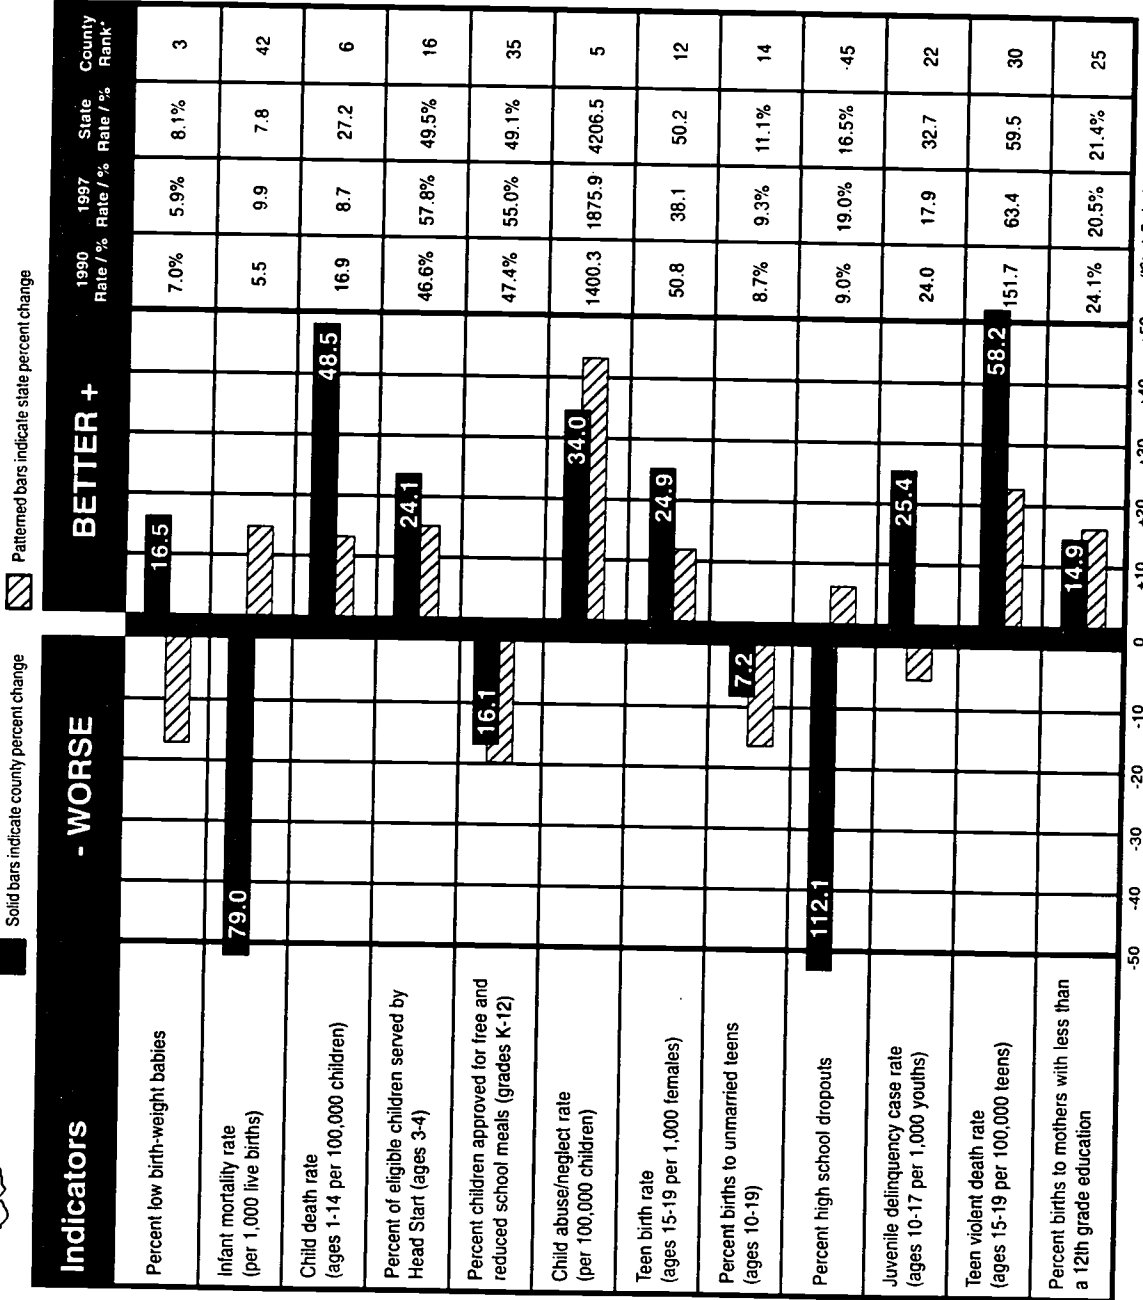 Solid bars indicate county percent change
Patterned bars indicate state percent change
Indicators
- WORSE
BETTER +
1990
Rate / %
1997
Rate / %
State
Rate / %
County
Rank*
Percent low birth-weight babies
16.5
7.0%
5.9%
8.1%
3
Infant mortality rate
(per 1,000 live births)
79.0
5.5
9.9
7.8
42
Child death rate
(ages 1-14 per 100,000 children)
48.5
16.9
8.7
27.2
6
Percent of eligible children served by
Head Start (ages 3-4)
24.1
46.6%
57.8%
49.5%
16
Percent children approved for free and
reduced school meals (grades K-12)
16.1
47.4%
55.0%
49.1%
35
Child abuse/neglect rate
(per 100,000 children)
34.0
1400.3
1875.9
4206.5
5
Teen birth rate
(ages 15-19 per 1,000 females)
24.9
50.8
38.1
50.2
12
Percent births to unmarried teens
(ages 10-19)
7.2
8.7%
9.3%
11.1%
14
Percent high school dropouts
112.1
9.0%
19.0%
16.5%
45
Juvenile delinquency case rate
(ages 10-17 per 1,000 youths)
25.4
24.0
17.9
32.7
22
Teen violent death rate
(ages 15-19 per 100,000 teens)
58.2
151.7
63.4
59.5
30
Percent births to mothers with less than
a 12th grade education
14.9
24.1%
20.5%
21.4%
25
-50
-40
-30
-20
-10
0
+10
+20
+30
+40
+50